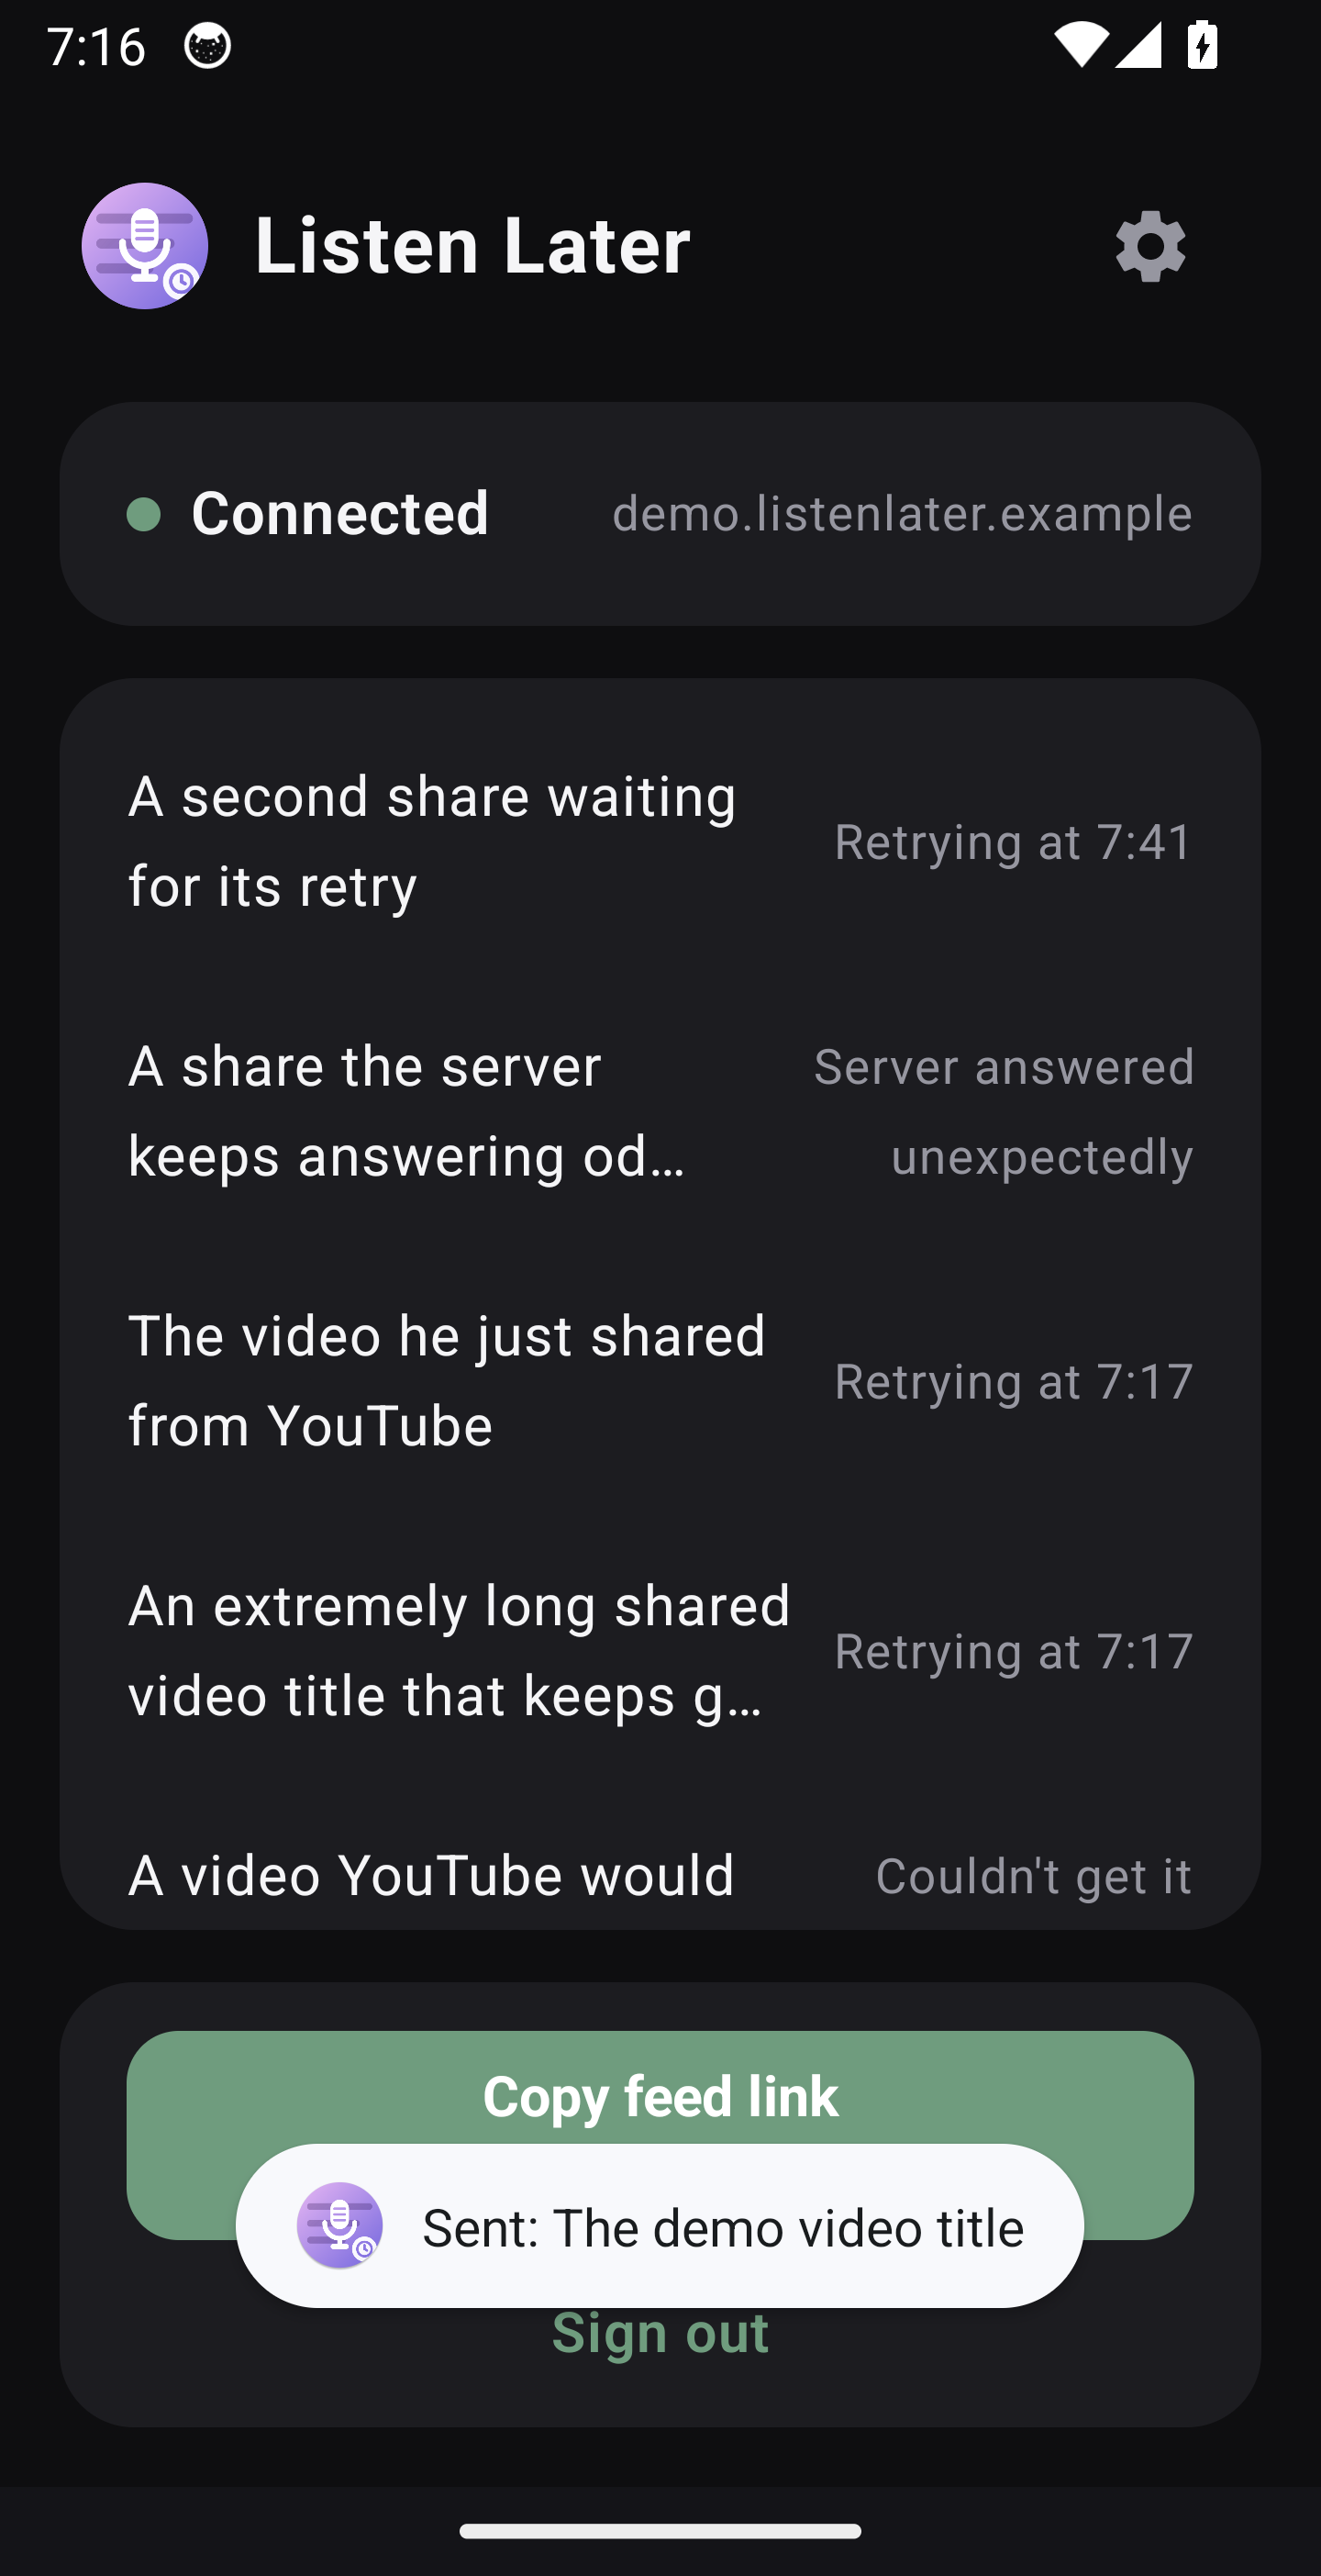 7:16
Listen Later
Connected
demo.listenlater.example
A second share waiting
for its retry
Retrying at 7:41
A share the server
keeps answering od…
Server answered
unexpectedly
The video he just shared
from YouTube
Retrying at 7:17
An extremely long shared
video title that keeps g…
Retrying at 7:17
A video YouTube would
Couldn't get it
Copy feed link
Sent: The demo video title
Sign out